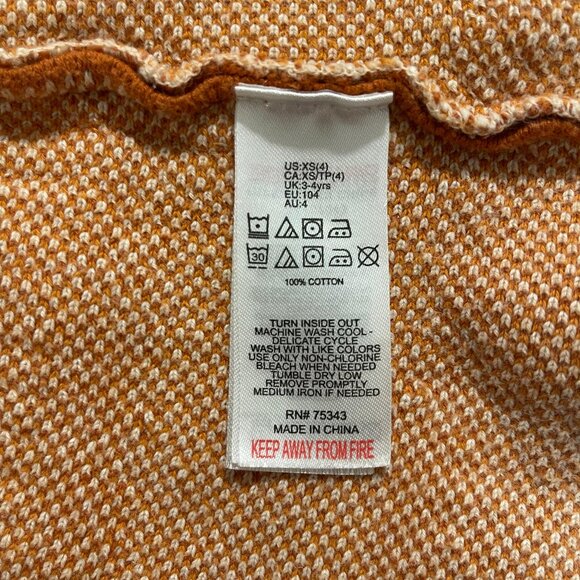 US:XS(4)
CA:XS/TP(4)
UK:3-4yrs
EU:104
AU:4
30
100% COTTON
TURN INSIDE OUT
MACHINE WASH COOL -
DELICATE CYCLE
WASH WITH LIKE COLORS
USE ONLY NON-CHLORINE
BLEACH WHEN NEEDED
TUMBLE DRY LOW
REMOVE PROMPTLY
MEDIUM IRON IF NEEDED
RN# 75343
MADE IN CHINA
KEEP AWAY FROM FIRE